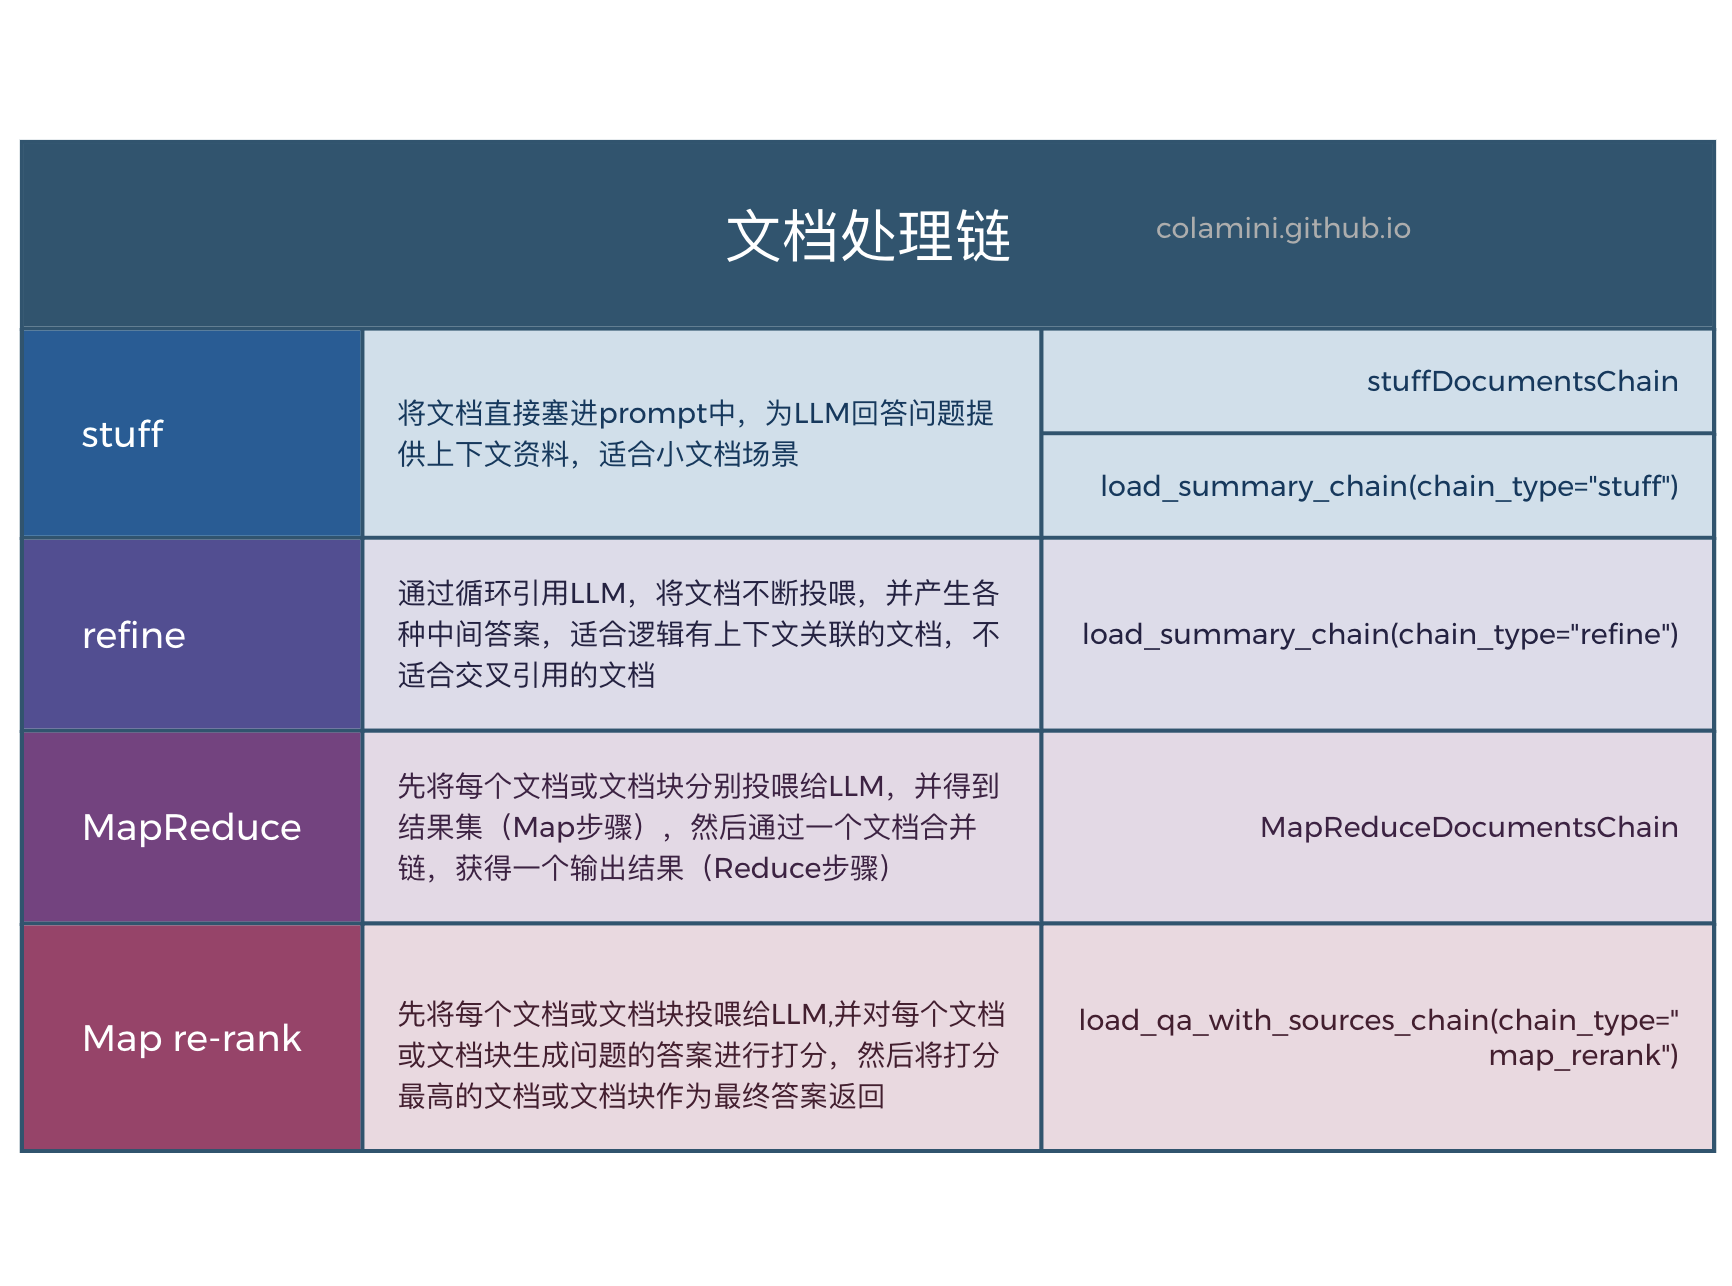 文档处理链
colamini.github.io
stuff
将文档直接塞进prompt中，为LLM回答问题提
供上下文资料，适合小文档场景
stuffDocumentsChain
load_summary_chain(chain_type="stuff")
refine
通过循环引用LLM，将文档不断投喂，并产生各
种中间答案，适合逻辑有上下文关联的文档，不
适合交叉引用的文档
load_summary_chain(chain_type="refine")
MapReduce
先将每个文档或文档块分别投喂给LLM，并得到
结果集（Map步骤），然后通过一个文档合并
链，获得一个输出结果（Reduce步骤）
MapReduceDocumentsChain
Map re-rank
先将每个文档或文档块投喂给LLM,并对每个文档
或文档块生成问题的答案进行打分，然后将打分
最高的文档或文档块作为最终答案返回
load_qa_with_sources_chain(chain_type="
map_rerank")